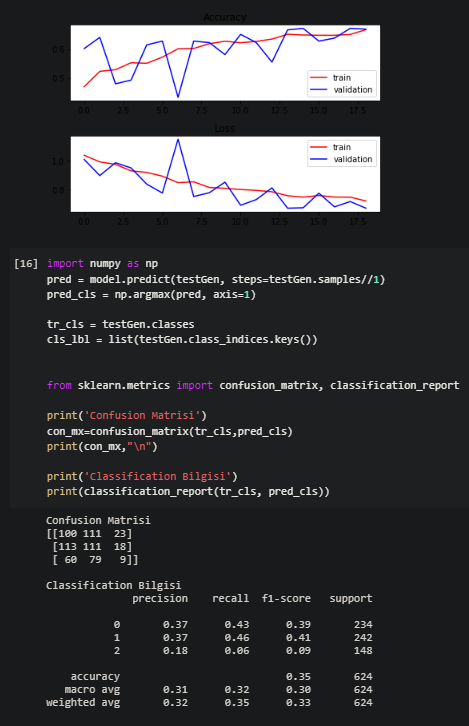 Accuracy
0.6
0.5
train
validation
0.0 2.5 5.0 7.5 10.0 12.5 15.0 17.5
Loss
train
validation
1.0
0.8
0.0 2.5 5.0 7.5 10.0 12.5 15.0 17.5
[16] import numpy as np
pred = model.predict(testGen, steps=testGen.samples//1)
pred_cls = np.argmax(pred, axis=1)
tr_cls = testGen.classes
cls_lbl = list(testGen.class_indices.keys())
from sklearn.metrics import confusion_matrix, classification_report
print('Confusion Matrisi')
con_mx=confusion_matrix(tr_cls,pred_cls)
print(con_mx,"\n")
print('Classification Bilgisi')
print(classification_report(tr_cls, pred_cls))
Confusion Matrisi
[[100 111 23]
[113 111 18]
[ 60 79 9]]
Classification Bilgisi
precision recall f1-score support
0 0.37 0.43 0.39 234
1 0.37 0.46 0.41 242
2 0.18 0.06 0.09 148
accuracy 0.35 624
macro avg 0.31 0.32 0.30 624
weighted avg 0.32 0.35 0.33 624